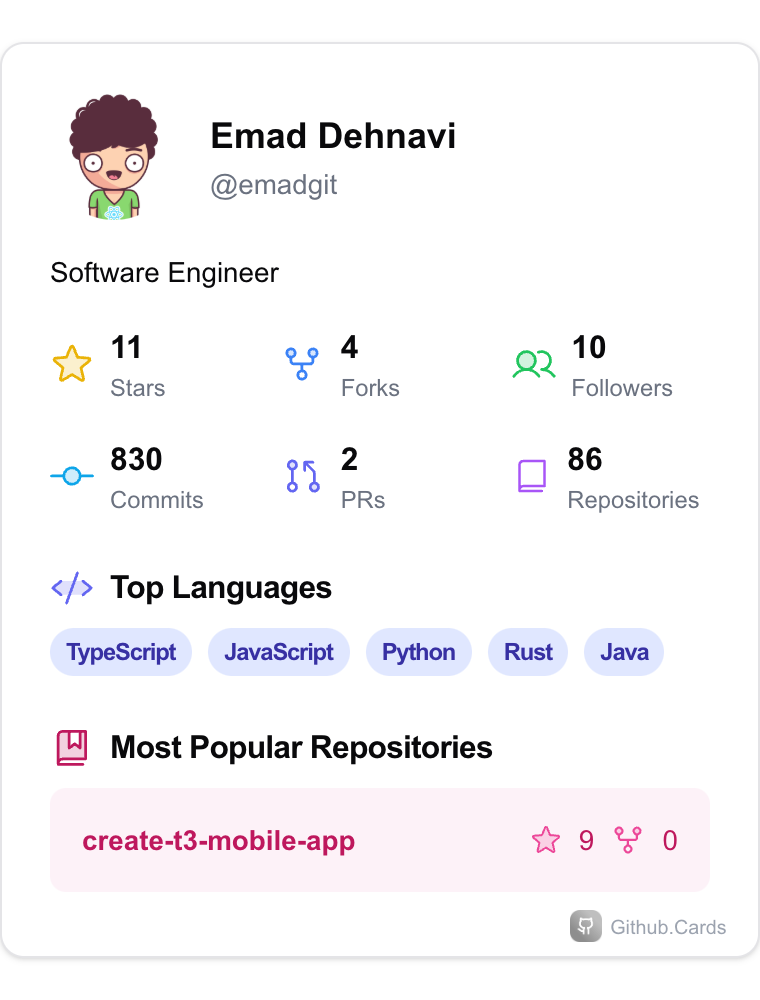 Emad Dehnavi
@emadgit
Software Engineer
11 4 10
Stars Forks Followers
830 2 86
Commits PRs Repositories
</> Top Languages
TypeScript JavaScript Python Rust Java
Most Popular Repositories
create-t3-mobile-app 9 0
Github.Cards